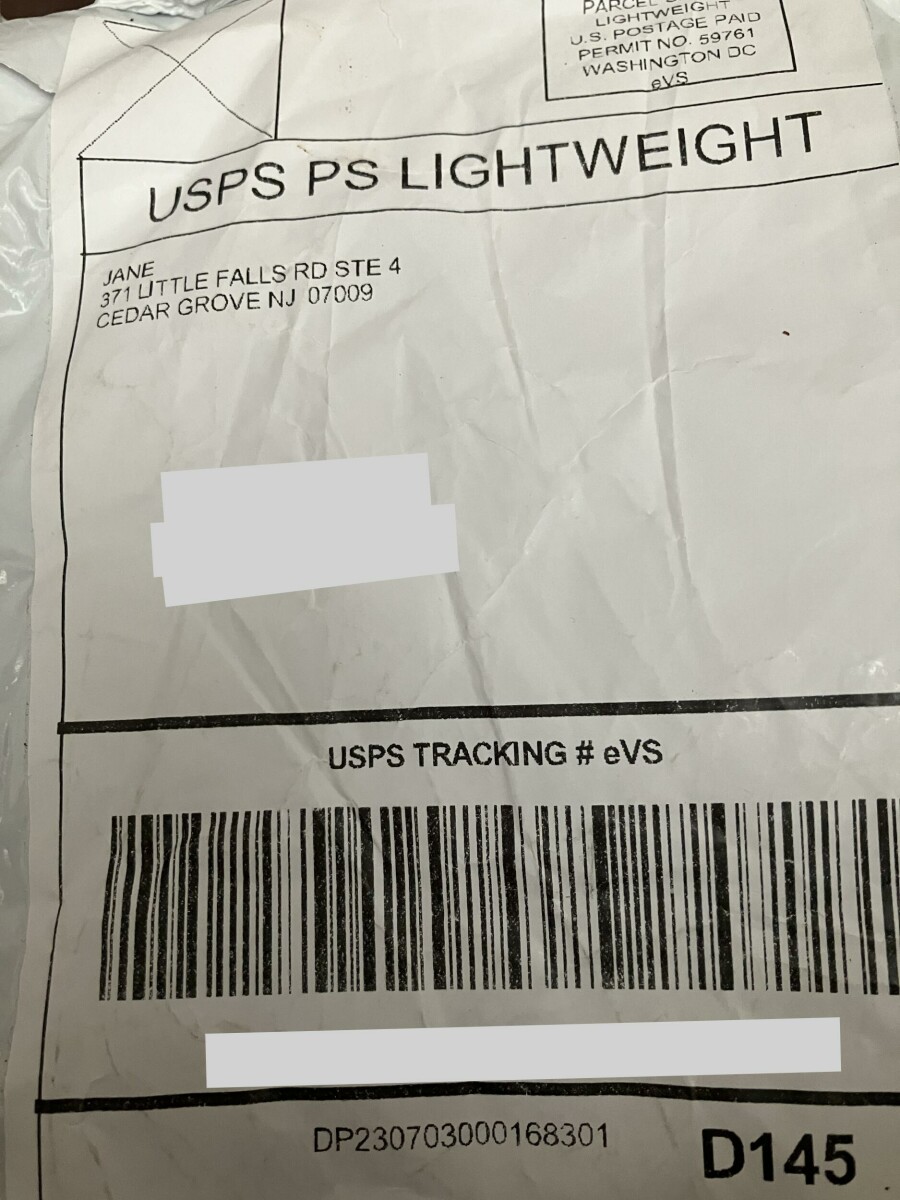 PARCEL
LIGHTWEIGHT
U.S. POSTAGE PAID
PERMIT NO. 59761
WASHINGTON DC
eVS
USPS PS LIGHTWEIGHT
JANE
371 LITTLE FALLS RD STE 4
CEDAR GROVE NJ 07009
USPS TRACKING # eVS
DP230703000168301
D145